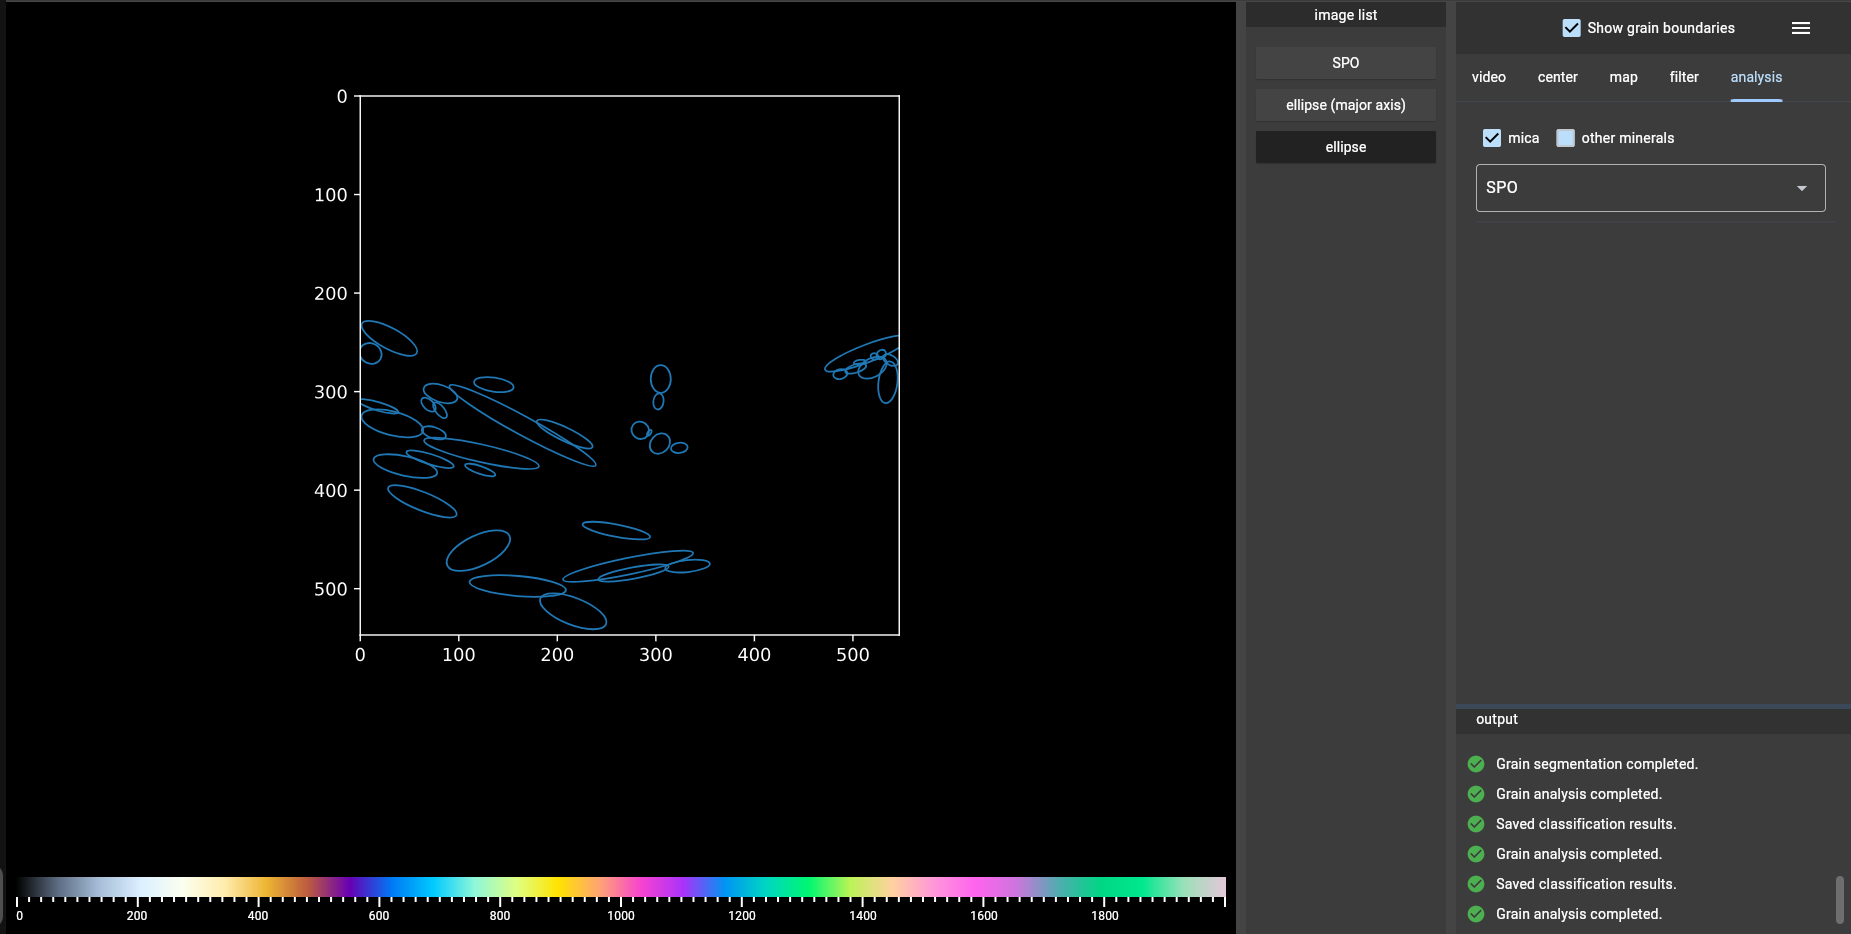 image list
SPO
ellipse (major axis)
ellipse
Show grain boundaries
video center map filter analysis
mica other minerals
SPO
0
100
200
300
400
500
0 100 200 300 400 500
output
Grain segmentation completed.
Grain analysis completed.
Saved classification results.
Grain analysis completed.
Saved classification results.
Grain analysis completed.
0 200 400 600 800 1000 1200 1400 1600 1800